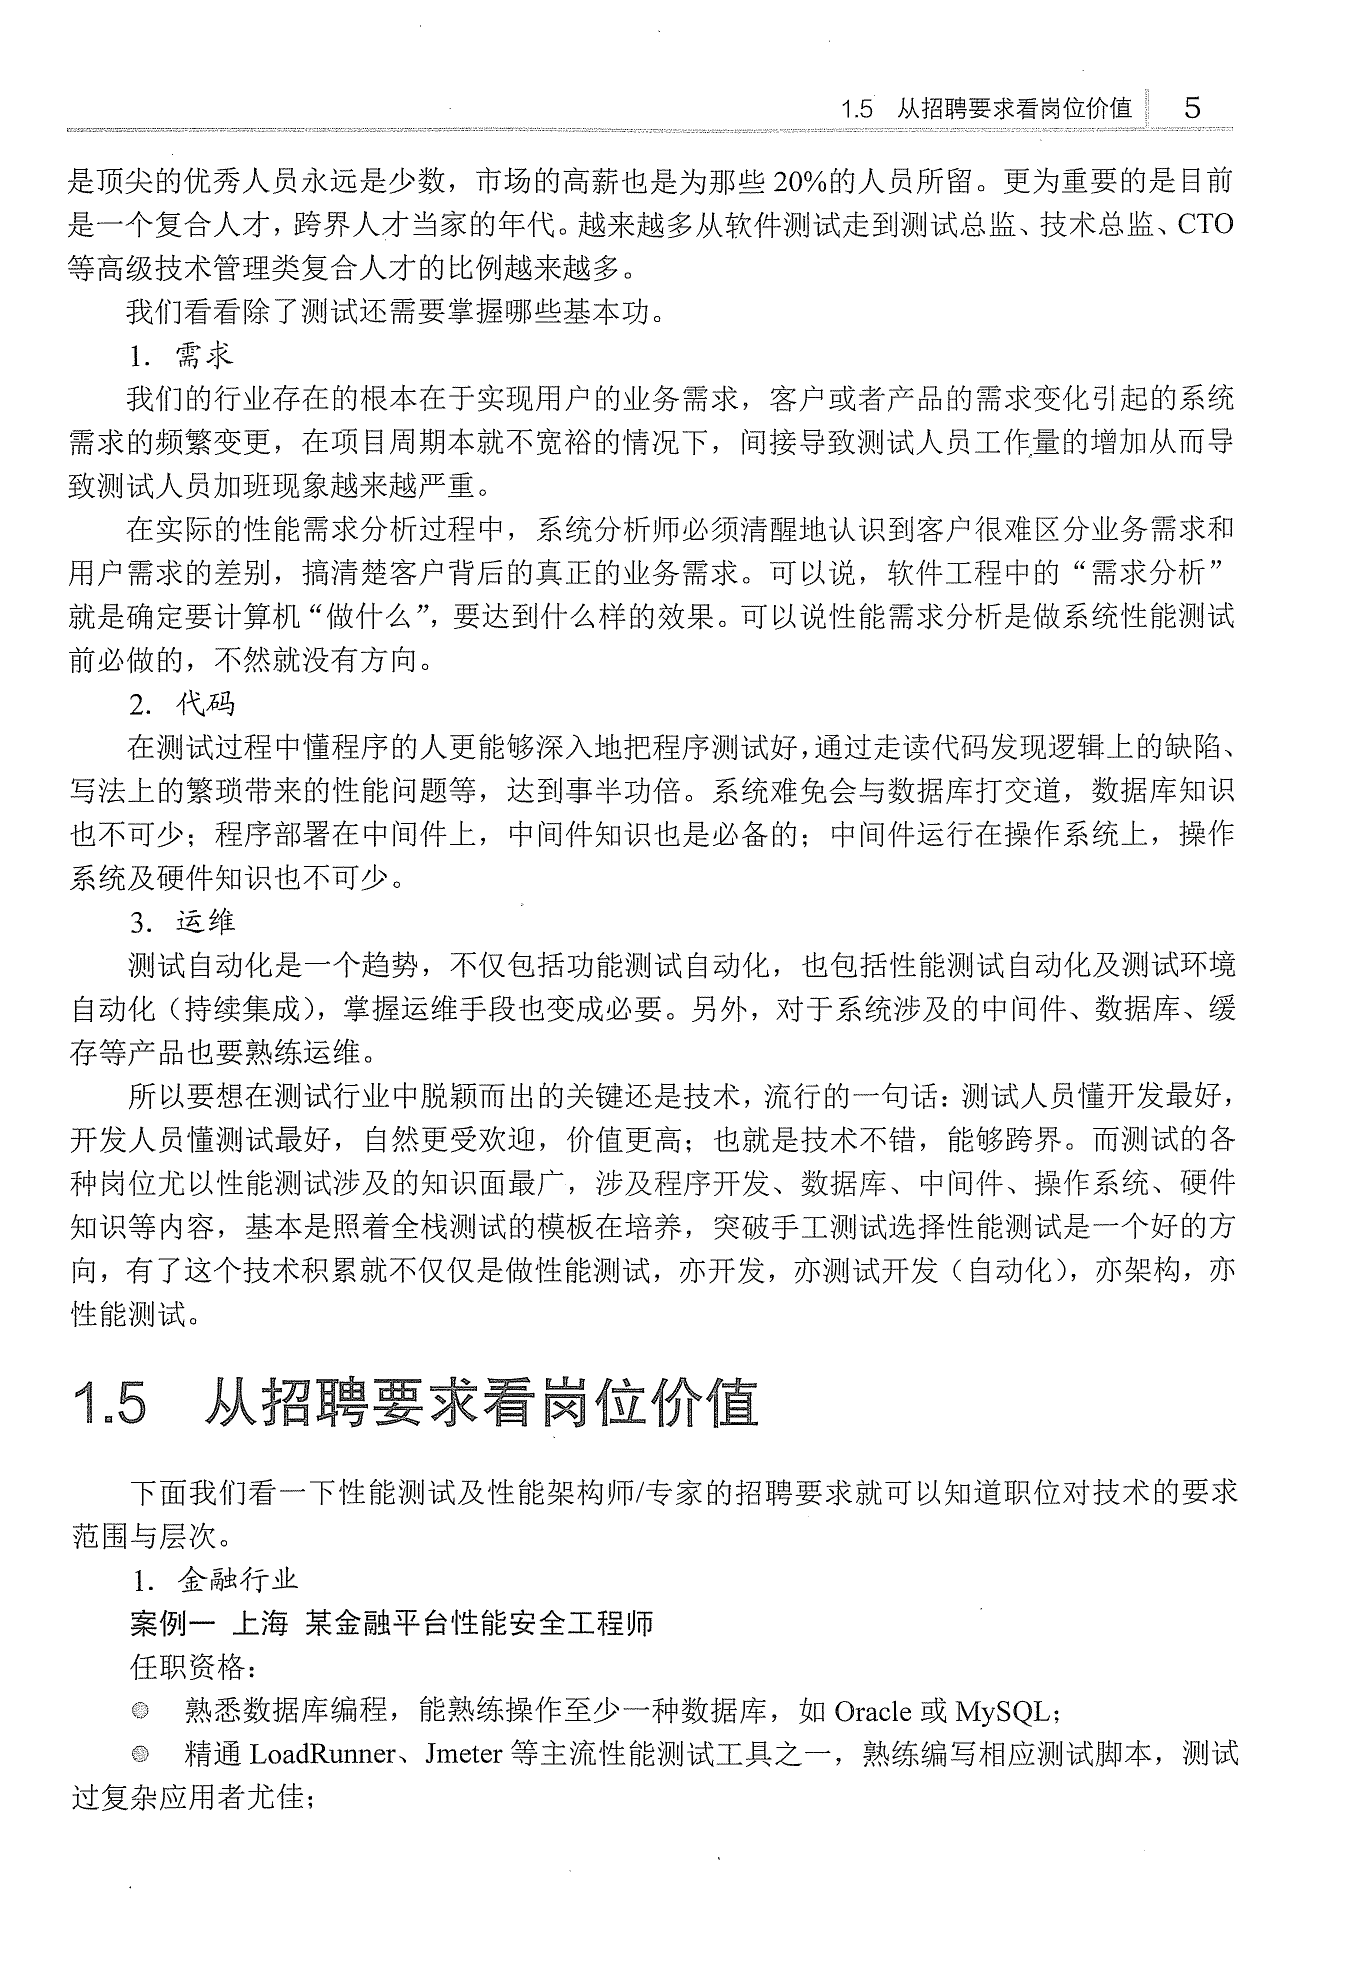 1.5 从招聘要求看岗位价值 5
是顶尖的优秀人员永远是少数，市场的高薪也是为那些 20%的人员所留。更为重要的是目前
是一个复合人才，跨界人才当家的年代。越来越多从软件测试走到测试总监、技术总监、CTO
等高级技术管理类复合人才的比例越来越多。
我们看看除了测试还需要掌握哪些基本功。
1. 需求
我们的行业存在的根本在于实现用户的业务需求，客户或者产品的需求变化引起的系统
需求的频繁变更，在项目周期本就不宽裕的情况下，间接导致测试人员工作量的增加从而导
致测试人员加班现象越来越严重。
在实际的性能需求分析过程中，系统分析师必须清醒地认识到客户很难区分业务需求和
用户需求的差别，搞清楚客户背后的真正的业务需求。可以说，软件工程中的“需求分析”
就是确定要计算机“做什么”，要达到什么样的效果。可以说性能需求分析是做系统性能测试
前必做的，不然就没有方向。
2. 代码
在测试过程中懂程序的人更能够深入地把程序测试好，通过走读代码发现逻辑上的缺陷、
写法上的繁琐带来的性能问题等，达到事半功倍。系统难免会与数据库打交道，数据库知识
也不可少；程序部署在中间件上，中间件知识也是必备的；中间件运行在操作系统上，操作
系统及硬件知识也不可少。
3. 运维
测试自动化是一个趋势，不仅包括功能测试自动化，也包括性能测试自动化及测试环境
自动化（持续集成），掌握运维手段也变成必要。另外，对于系统涉及的中间件、数据库、缓
存等产品也要熟练运维。
所以要想在测试行业中脱颖而出的关键还是技术，流行的一句话：测试人员懂开发最好，
开发人员懂测试最好，自然更受欢迎，价值更高；也就是技术不错，能够跨界。而测试的各
种岗位尤以性能测试涉及的知识面最广，涉及程序开发、数据库、中间件、操作系统、硬件
知识等内容，基本是照着全栈测试的模板在培养，突破手工测试选择性能测试是一个好的方
向，有了这个技术积累就不仅仅是做性能测试，亦开发，亦测试开发（自动化），亦架构，亦
性能测试。
1.5 从招聘要求看岗位价值
下面我们看一下性能测试及性能架构师/专家的招聘要求就可以知道职位对技术的要求
范围与层次。
1. 金融行业
案例一 上海 某金融平台性能安全工程师
任职资格：
● 熟悉数据库编程，能熟练操作至少一种数据库，如 Oracle 或 MySQL；
● 精通 LoadRunner、Jmeter 等主流性能测试工具之一，熟练编写相应测试脚本，测试
过复杂应用者尤佳；